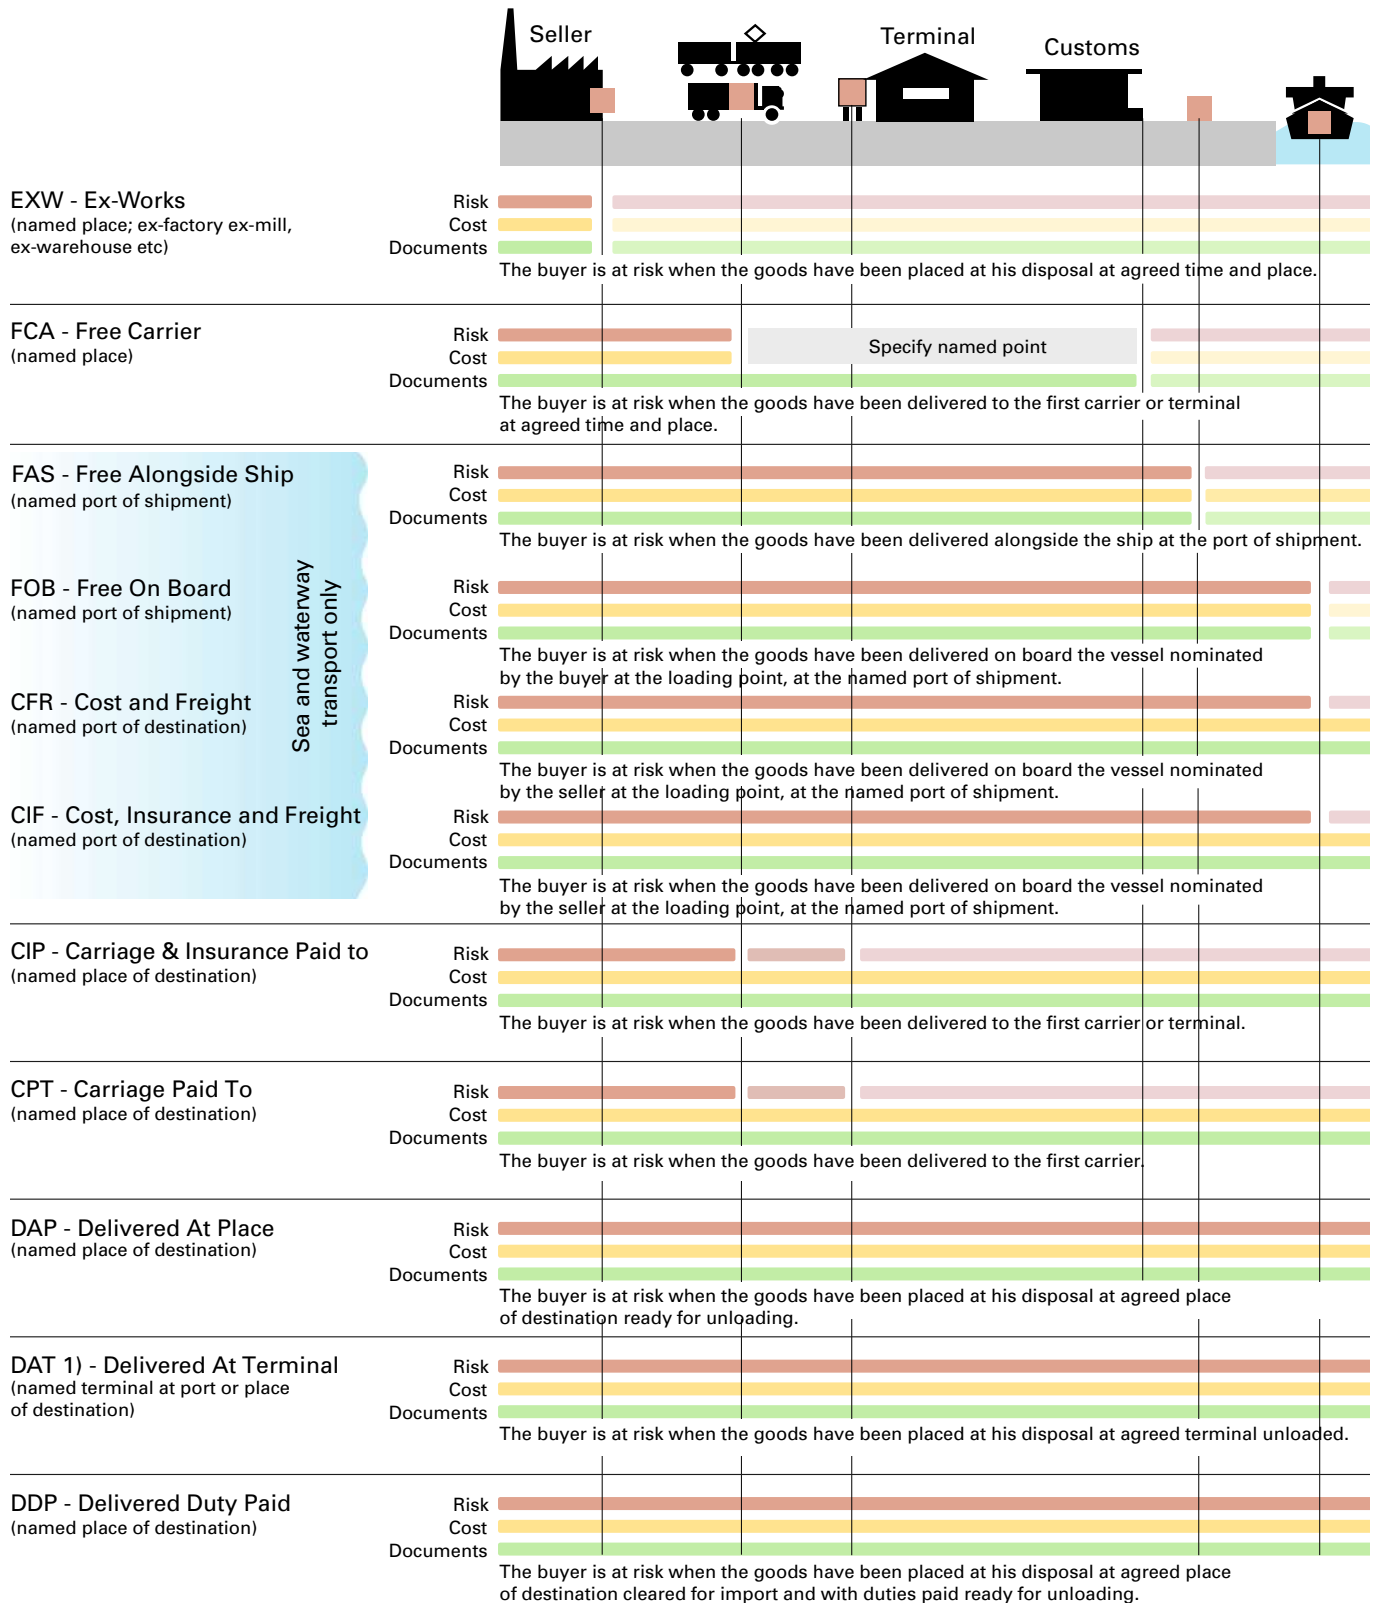 Seller
Terminal
Customs
EXW - Ex-Works
(named place; ex-factory ex-mill,
ex-warehouse etc)
Risk
Cost
Documents
The buyer is at risk when the goods have been placed at his disposal at agreed time and place.
FCA - Free Carrier
(named place)
Risk
Cost
Documents
Specify named point
The buyer is at risk when the goods have been delivered to the first carrier or terminal
at agreed time and place.
Sea and waterway
transport only
FAS - Free Alongside Ship
(named port of shipment)
Risk
Cost
Documents
The buyer is at risk when the goods have been delivered alongside the ship at the port of shipment.
FOB - Free On Board
(named port of shipment)
Risk
Cost
Documents
The buyer is at risk when the goods have been delivered on board the vessel nominated
by the buyer at the loading point, at the named port of shipment.
CFR - Cost and Freight
(named port of destination)
Risk
Cost
Documents
The buyer is at risk when the goods have been delivered on board the vessel nominated
by the seller at the loading point, at the named port of shipment.
CIF - Cost, Insurance and Freight
(named port of destination)
Risk
Cost
Documents
The buyer is at risk when the goods have been delivered on board the vessel nominated
by the seller at the loading point, at the named port of shipment.
CIP - Carriage & Insurance Paid to
(named place of destination)
Risk
Cost
Documents
The buyer is at risk when the goods have been delivered to the first carrier or terminal.
CPT - Carriage Paid To
(named place of destination)
Risk
Cost
Documents
The buyer is at risk when the goods have been delivered to the first carrier.
DAP - Delivered At Place
(named place of destination)
Risk
Cost
Documents
The buyer is at risk when the goods have been placed at his disposal at agreed place
of destination ready for unloading.
DAT 1) - Delivered At Terminal
(named terminal at port or place
of destination)
Risk
Cost
Documents
The buyer is at risk when the goods have been placed at his disposal at agreed terminal unloaded.
DDP - Delivered Duty Paid
(named place of destination)
Risk
Cost
Documents
The buyer is at risk when the goods have been placed at his disposal at agreed place
of destination cleared for import and with duties paid ready for unloading.